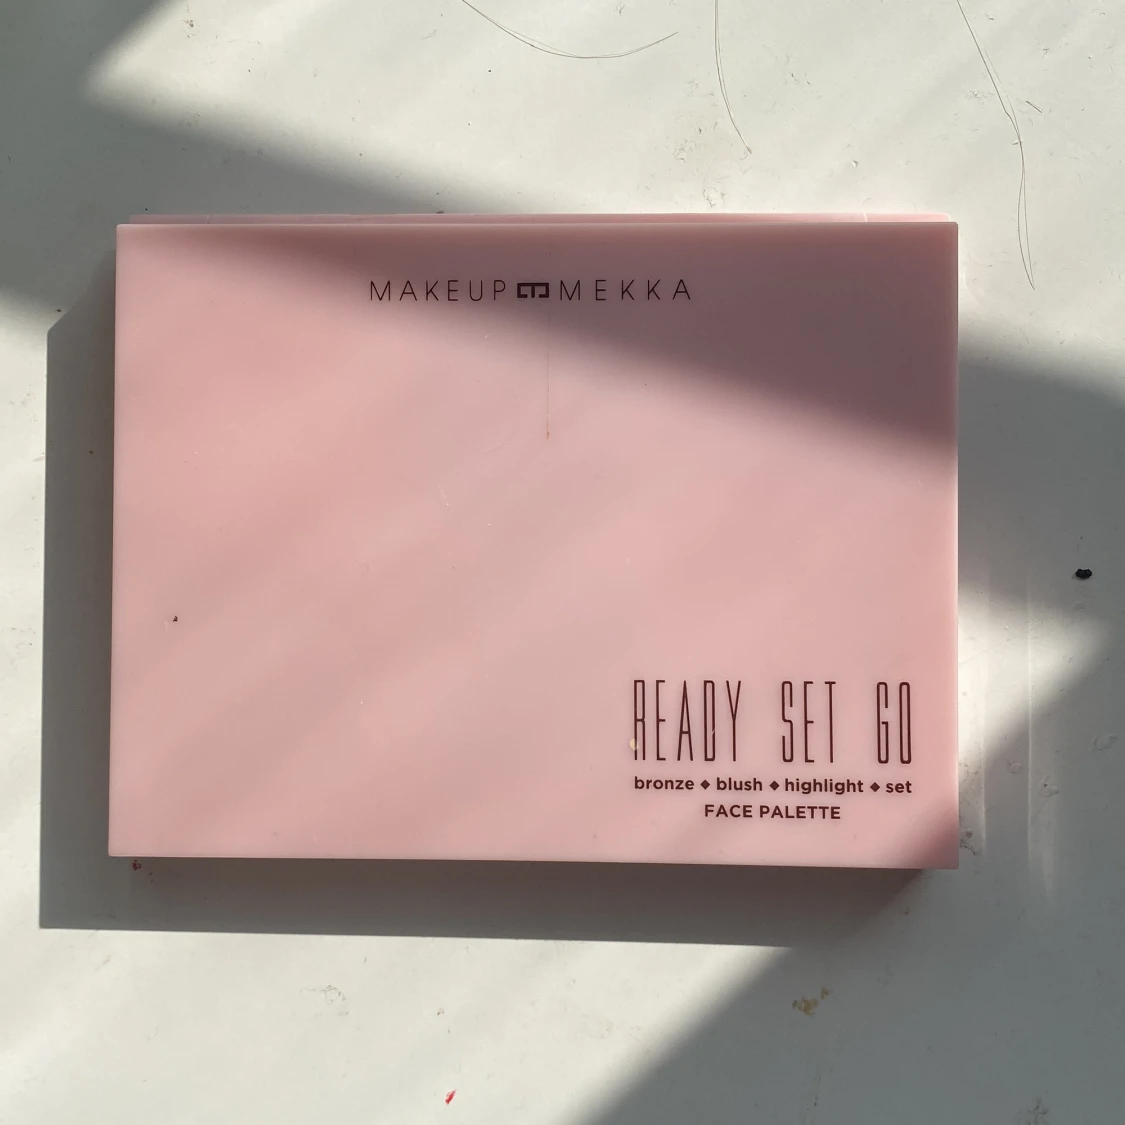 MAKEUP MEKKA
READY SET GO
bronze ◆ blush ◆ highlight ◆ set
FACE PALETTE